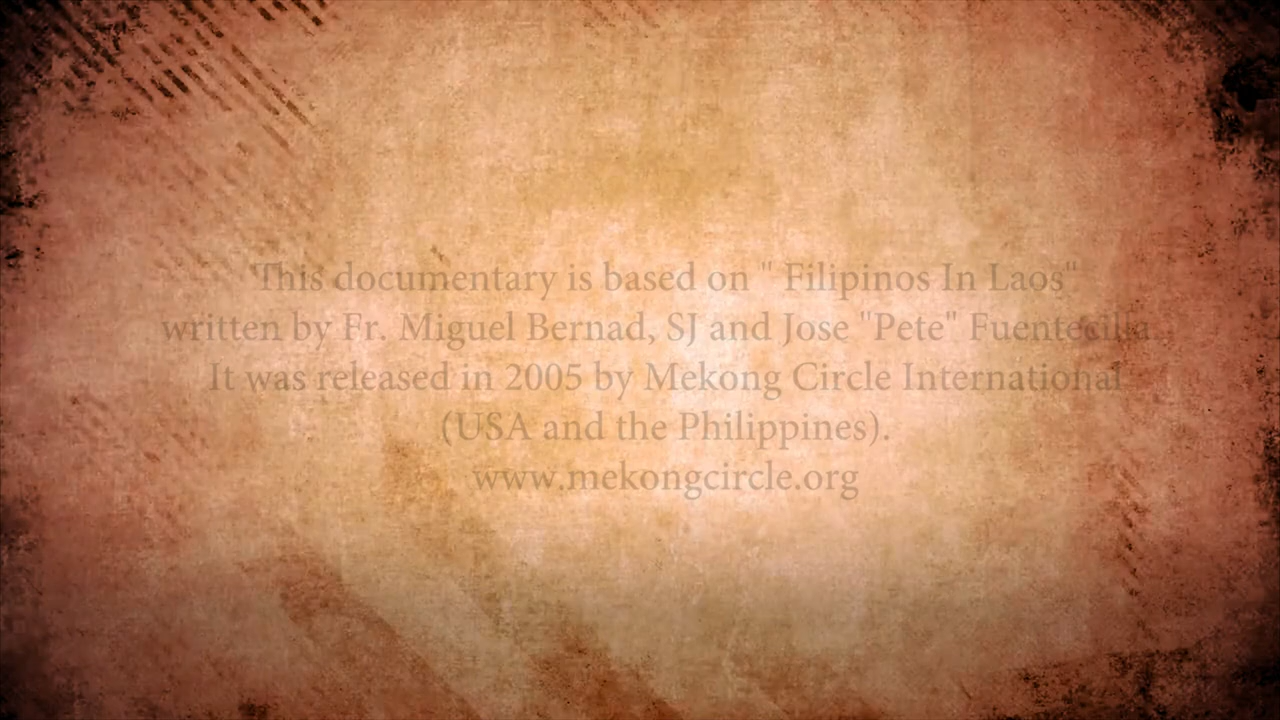 This documentary is based on " Filipinos In Laos"
written by Fr. Miguel Bernad, SJ and Jose "Pete" Fuentecilla.
It was released in 2005 by Mekong Circle International
(USA and the Philippines).
www.mekongcircle.org